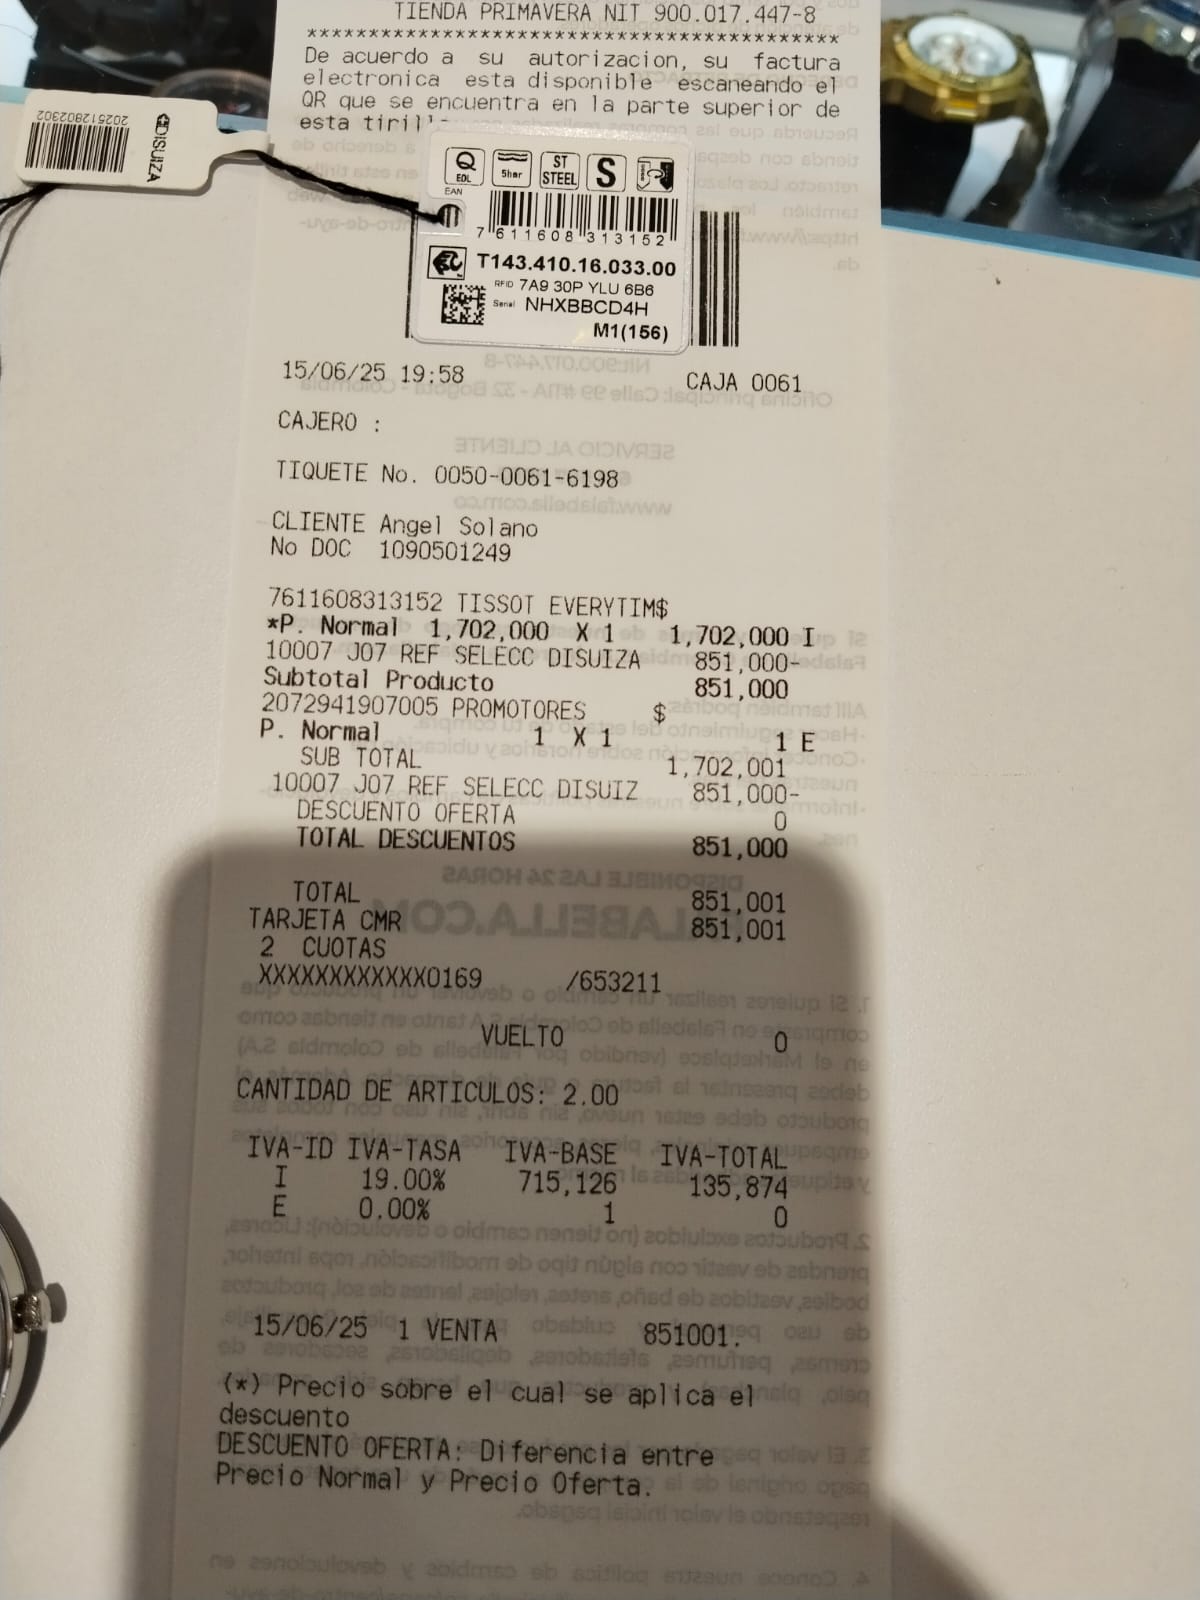 TIENDA PRIMAVERA NIT 900.017.447-8
******************************************
De acuerdo a su autorizacion, su factura
electronica esta disponible escaneando el
QR que se encuentra en la parte superior de
esta tirill
DISUIZA
202512802302
Q EDL
5bar
ST STEEL
S
EAN
7 611608 313152
T143.410.16.033.00
RFID 7A9 30P YLU 6B6
Serial NHXBBCD4H
M1(156)
15/06/25 19:58 CAJA 0061
CAJERO :
TIQUETE No. 0050-0061-6198
CLIENTE Angel Solano
No DOC 1090501249
7611608313152 TISSOT EVERYTIM$
*P. Normal 1,702,000 X 1 1,702,000 I
10007 J07 REF SELECC DISUIZA 851,000-
Subtotal Producto 851,000
2072941907005 PROMOTORES $
P. Normal 1 X 1 1 E
SUB TOTAL 1,702,001
10007 J07 REF SELECC DISUIZ 851,000-
DESCUENTO OFERTA 0
TOTAL DESCUENTOS 851,000
TOTAL 851,001
TARJETA CMR 851,001
2 CUOTAS
XXXXXXXXXXXX0169 /653211
VUELTO 0
CANTIDAD DE ARTICULOS: 2.00
IVA-ID IVA-TASA IVA-BASE IVA-TOTAL
I 19.00% 715,126 135,874
E 0.00% 1 0
15/06/25 1 VENTA 851001.
(*) Precio sobre el cual se aplica el
descuento
DESCUENTO OFERTA: Diferencia entre
Precio Normal y Precio Oferta.